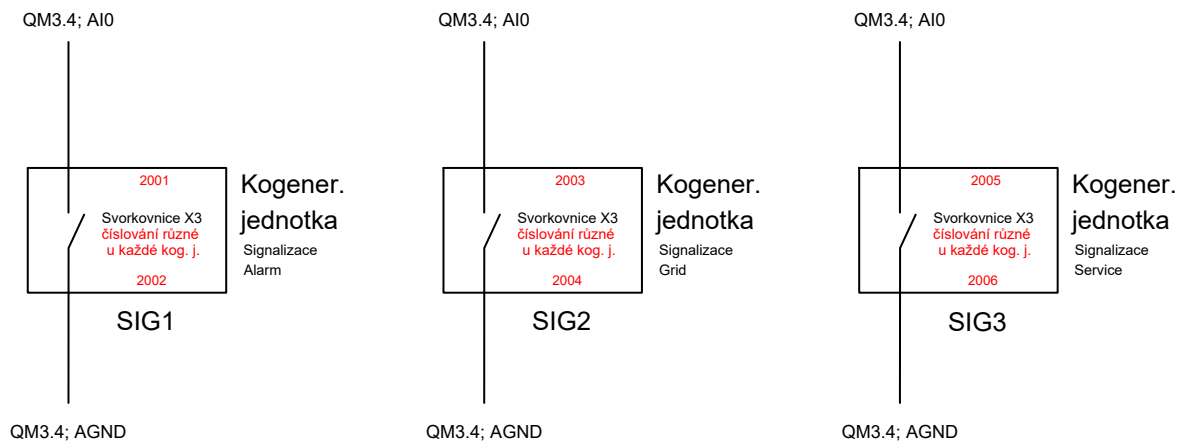 QM3.4; AI0
2001
Svorkovnice X3
číslování různé
u každé kog. j.
2002
Kogener.
jednotka
Signalizace
Alarm
SIG1
QM3.4; AGND
QM3.4; AI0
2003
Svorkovnice X3
číslování různé
u každé kog. j.
2004
Kogener.
jednotka
Signalizace
Grid
SIG2
QM3.4; AGND
QM3.4; AI0
2005
Svorkovnice X3
číslování různé
u každé kog. j.
2006
Kogener.
jednotka
Signalizace
Service
SIG3
QM3.4; AGND